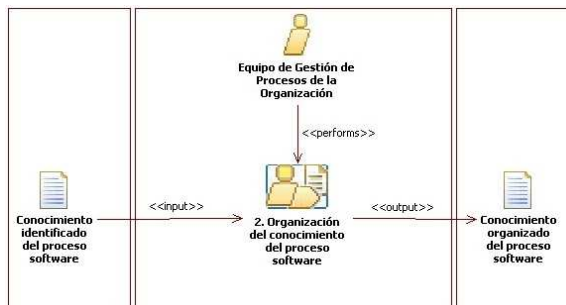 Equipo de Gestión de
Procesos de la
Organización
<<performs>>
<<input>>
<<output>>
Conocimiento
identificado
del proceso
software
2. Organización
del conocimiento
del proceso
software
Conocimiento
organizado
del proceso
software